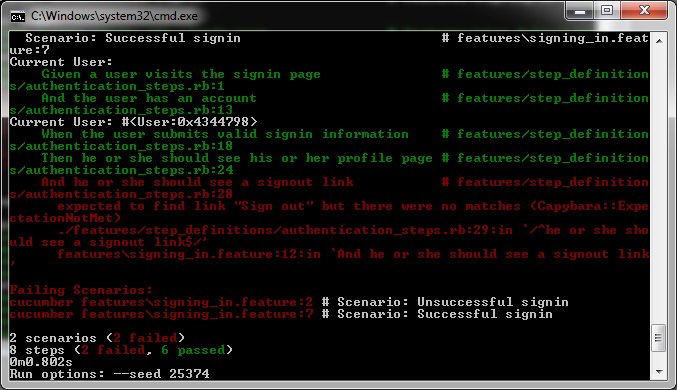 C:\Windows\system32\cmd.exe
Scenario: Successful signin # features\signing_in.feat
ure:7
Current User:
Given a user visits the signin page # features/step_definition
s/authentication_steps.rb:1
And the user has an account # features/step_definition
s/authentication_steps.rb:13
Current User: #<User:0x4344798>
When the user submits valid signin information # features/step_definition
s/authentication_steps.rb:18
Then he or she should see his or her profile page # features/step_definition
s/authentication_steps.rb:24
And he or she should see a signout link # features/step_definition
s/authentication_steps.rb:28
expected to find link "Sign out" but there were no matches (Capybara::Expe
ctationNotMet)
./features/step_definitions/authentication_steps.rb:29:in `/^he or she sho
uld see a signout link$/'
features\signing_in.feature:12:in `And he or she should see a signout link
'
Failing Scenarios:
cucumber features\signing_in.feature:2 # Scenario: Unsuccessful signin
cucumber features\signing_in.feature:7 # Scenario: Successful signin
2 scenarios (2 failed)
8 steps (2 failed, 6 passed)
0m0.802s
Run options: --seed 25374